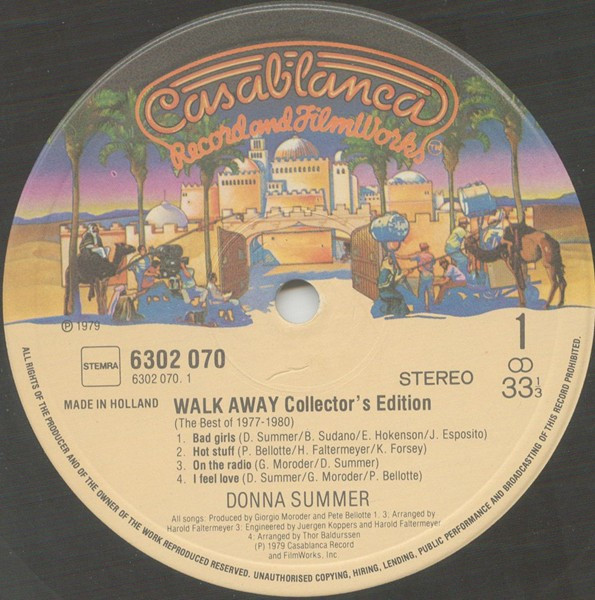 Casablanca
Record and FilmWorks
TM
Ⓟ 1979
1
STEMRA
6302 070
6302 070. 1
STEREO
33 1/3
MADE IN HOLLAND
WALK AWAY Collector's Edition
(The Best of 1977-1980)
1. Bad girls (D. Summer/B. Sudano/E. Hokenson/J. Esposito)
2. Hot stuff (P. Bellotte/H. Faltermeyer/K. Forsey)
3. On the radio (G. Moroder/D. Summer)
4. I feel love (D. Summer/G. Moroder/P. Bellotte)
DONNA SUMMER
All songs: Produced by Giorgio Moroder and Pete Bellotte 1. 3: Arranged by
Harold Faltermeyer 3: Engineered by Juergen Koppers and Harold Faltermeyer
4: Arranged by Thor Baldurssen
(P) 1979 Casablanca Record
and FilmWorks, Inc.
ALL RIGHTS OF THE PRODUCER AND OF THE OWNER OF THE WORK REPRODUCED RESERVED. UNAUTHORISED COPYING, HIRING, LENDING, PUBLIC PERFORMANCE AND BROADCASTING OF THIS RECORD PROHIBITED.